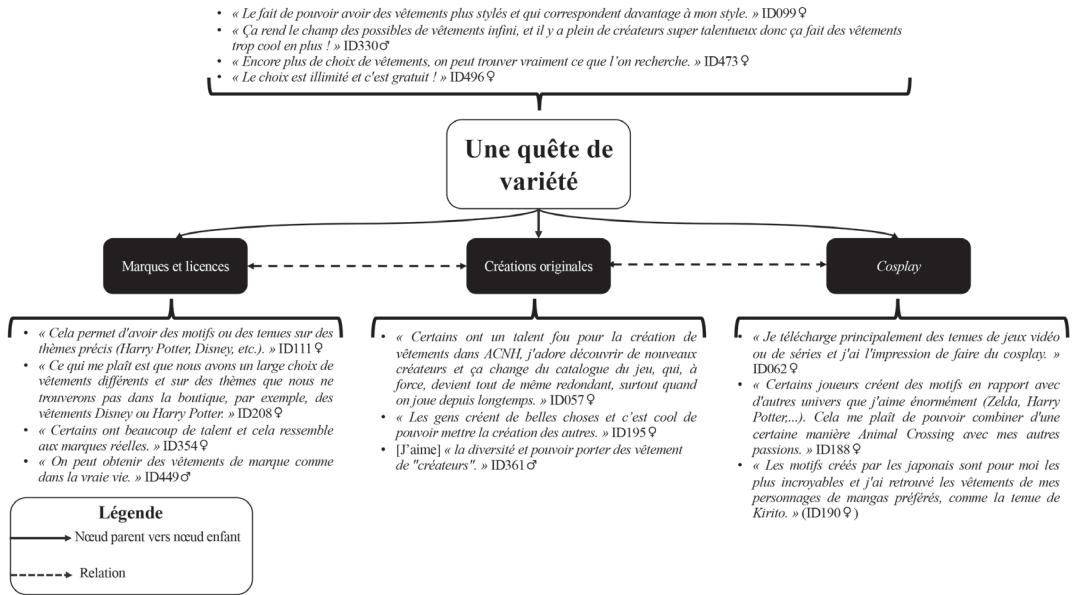 • « Le fait de pouvoir avoir des vêtements plus stylés et qui correspondent davantage à mon style. » ID099♀
• « Ça rend le champ des possibles de vêtements infini, et il y a plein de créateurs super talentueux donc ça fait des vêtements
trop cool en plus ! » ID330♂
• « Encore plus de choix de vêtements, on peut trouver vraiment ce que l’on recherche. » ID473♀
• « Le choix est illimité et c'est gratuit ! » ID496♀
Une quête de
variété
Marques et licences
Créations originales
Cosplay
• « Cela permet d'avoir des motifs ou des tenues sur des
thèmes précis (Harry Potter, Disney, etc.). » ID111♀
• « Ce qui me plaît est que nous avons un large choix de
vêtements différents et sur des thèmes que nous ne
trouverons pas dans la boutique, par exemple, des
vêtements Disney ou Harry Potter. » ID208♀
• « Certains ont beaucoup de talent et cela ressemble
aux marques réelles. » ID354♀
• « On peut obtenir des vêtements de marque comme
dans la vraie vie. » ID449♂
• « Certains ont un talent fou pour la création de
vêtements dans ACNH, j'adore découvrir de nouveaux
créateurs et ça change du catalogue du jeu, qui, à
force, devient tout de même redondant, surtout quand
on joue depuis longtemps. » ID057♀
• « Les gens créent de belles choses et c’est cool de
pouvoir mettre la création des autres. » ID195♀
• [J’aime] « la diversité et pouvoir porter des vêtement
de "créateurs". » ID361♂
• « Je télécharge principalement des tenues de jeux vidéo
ou de séries et j'ai l'impression de faire du cosplay. »
ID062♀
• « Certains joueurs créent des motifs en rapport avec
d'autres univers que j'aime énormément (Zelda, Harry
Potter,...). Cela me plaît de pouvoir combiner d'une
certaine manière Animal Crossing avec mes autres
passions. » ID188♀
• « Les motifs créés par les japonais sont pour moi les
plus incroyables et j'ai retrouvé les vêtements de mes
personnages de mangas préférés, comme la tenue de
Kirito. » (ID190♀)
Légende
Nœud parent vers nœud enfant
Relation